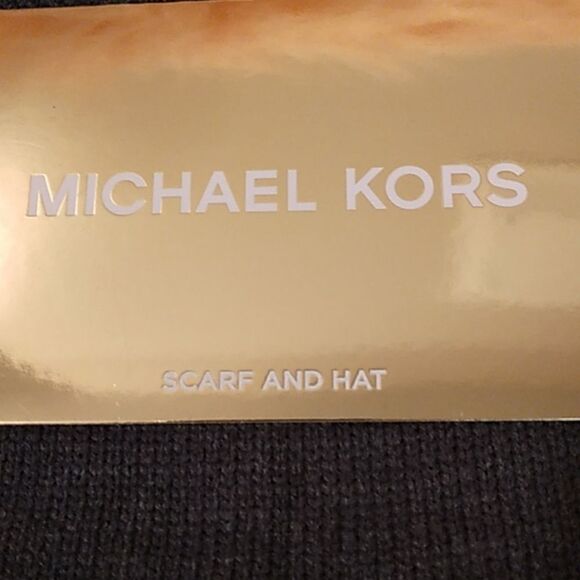 MICHAEL KORS
SCARF AND HAT